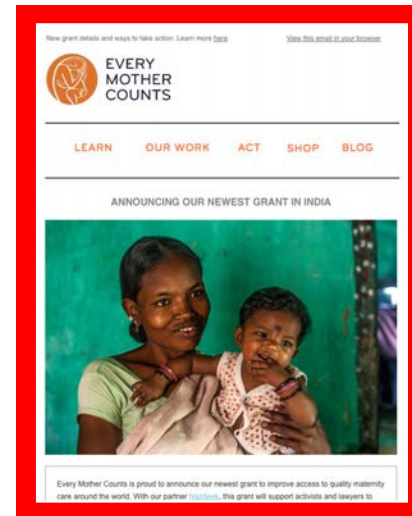 New grant details and ways to take action. Learn more here
View this email in your browser
EVERY
MOTHER
COUNTS
LEARN OUR WORK ACT SHOP BLOG
ANNOUNCING OUR NEWEST GRANT IN INDIA
Every Mother Counts is proud to announce our newest grant to improve access to quality maternity
care around the world. With our partner Nazdeek, this grant will support activists and lawyers to